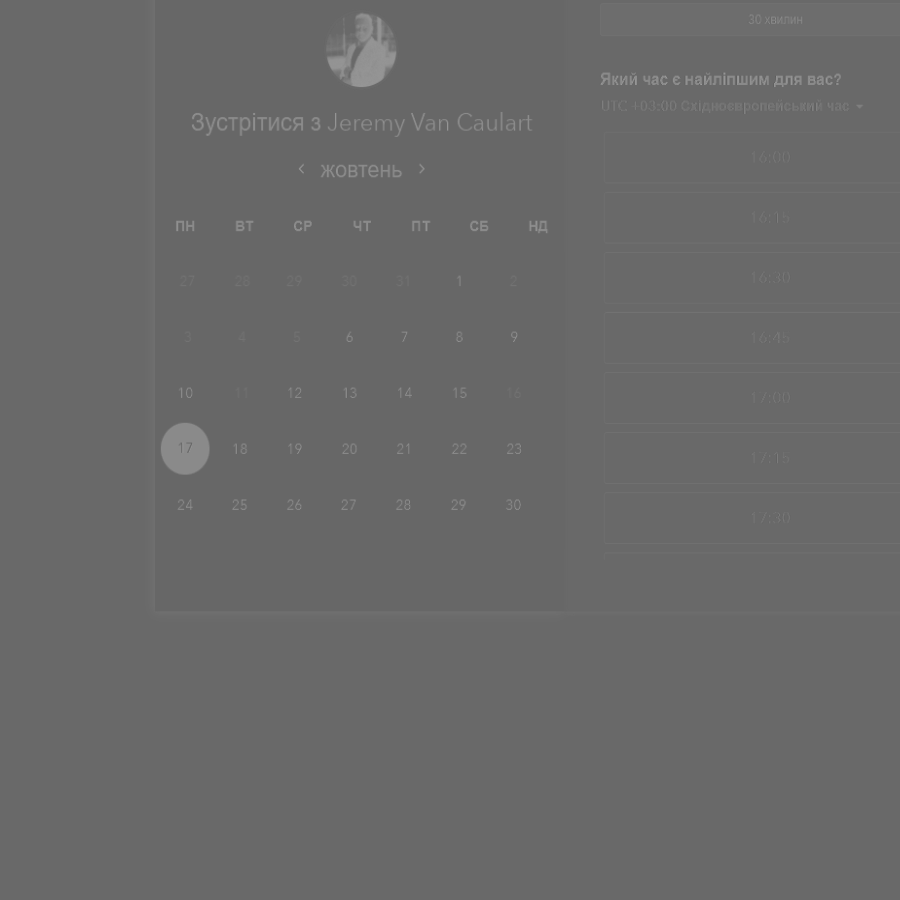 Зустрітися з Jeremy Van Caulart
жовтень
ПН ВТ СР ЧТ ПТ СБ НД
27 28 29 30 31 1 2
3 4 5 6 7 8 9
10 11 12 13 14 15 16
17 18 19 20 21 22 23
24 25 26 27 28 29 30
30 хвилин
Який час є найліпшим для вас?
UTC +03:00 Східноєвропейський час
16:00
16:15
16:30
16:45
17:00
17:15
17:30